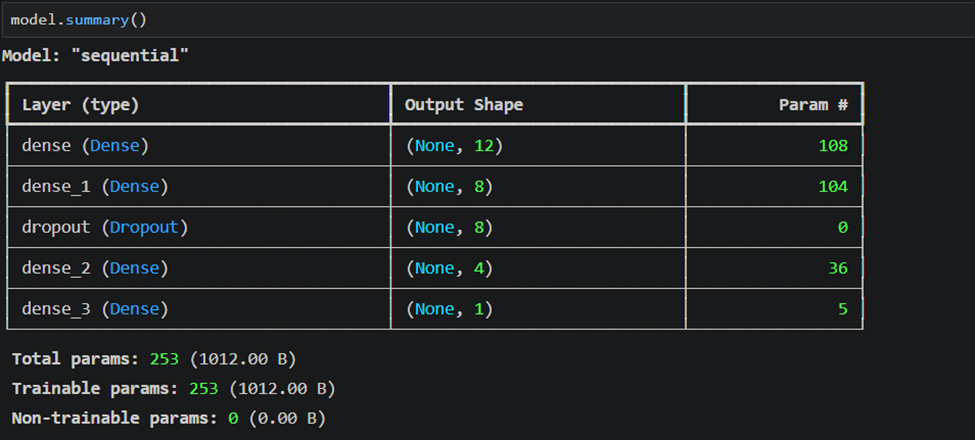 model.summary()
Model: "sequential"
Layer (type) Output Shape Param #
dense (Dense) (None, 12) 108
dense_1 (Dense) (None, 8) 104
dropout (Dropout) (None, 8) 0
dense_2 (Dense) (None, 4) 36
dense_3 (Dense) (None, 1) 5
Total params: 253 (1012.00 B)
Trainable params: 253 (1012.00 B)
Non-trainable params: 0 (0.00 B)